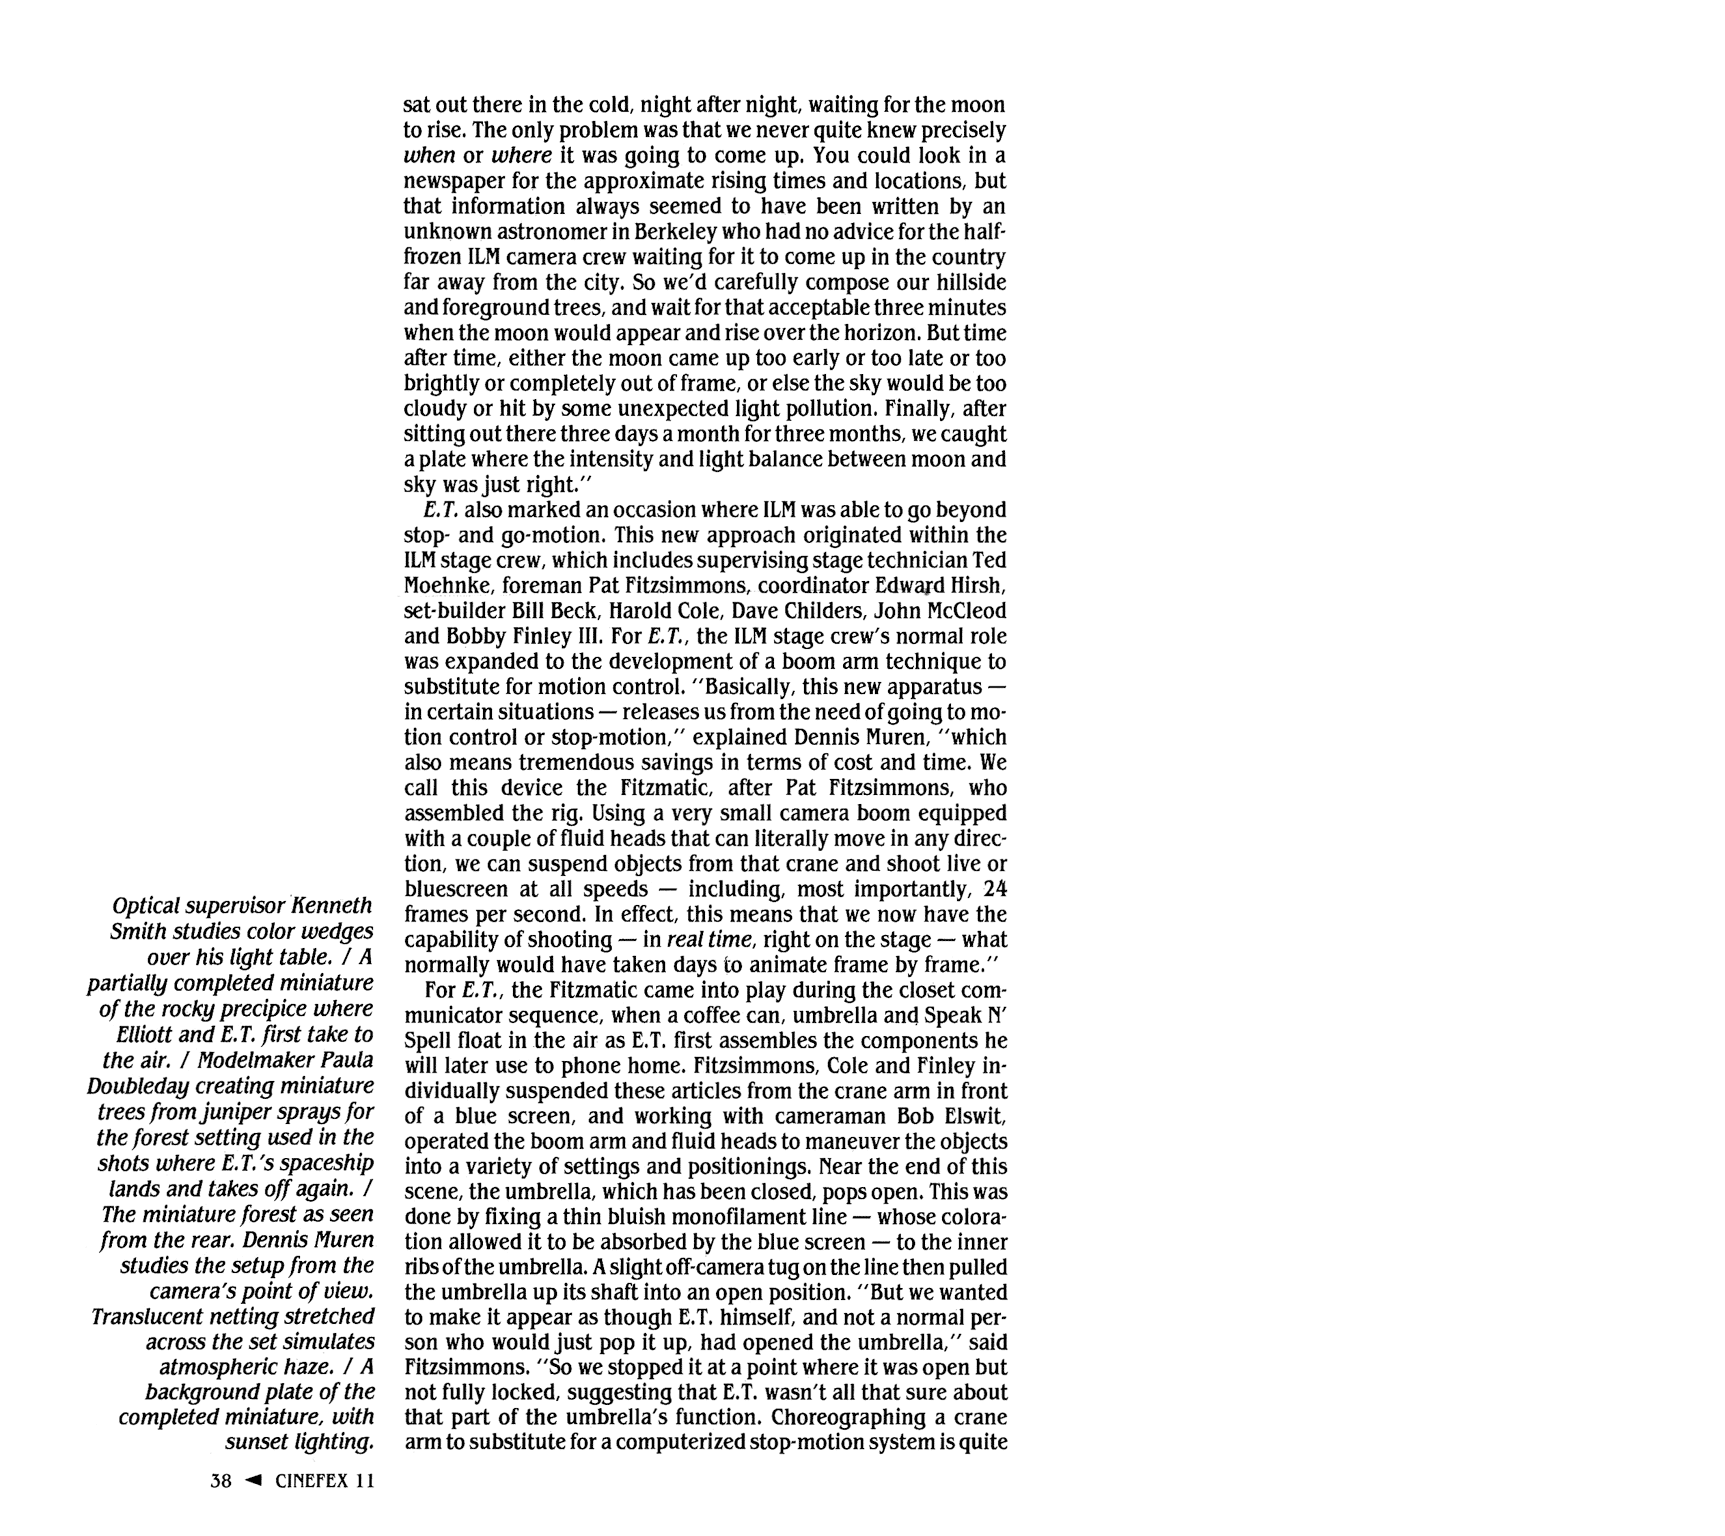 sat out there in the cold, night after night, waiting for the moon
to rise. The only problem was that we never quite knew precisely
when or where it was going to come up. You could look in a
newspaper for the approximate rising times and locations, but
that information always seemed to have been written by an
unknown astronomer in Berkeley who had no advice for the half-
frozen ILM camera crew waiting for it to come up in the country
far away from the city. So we'd carefully compose our hillside
and foreground trees, and wait for that acceptable three minutes
when the moon would appear and rise over the horizon. But time
after time, either the moon came up too early or too late or too
brightly or completely out of frame, or else the sky would be too
cloudy or hit by some unexpected light pollution. Finally, after
sitting out there three days a month for three months, we caught
a plate where the intensity and light balance between moon and
sky was just right.''
E.T. also marked an occasion where ILM was able to go beyond
stop- and go-motion. This new approach originated within the
ILM stage crew, which includes supervising stage technician Ted
Moehnke, foreman Pat Fitzsimmons, coordinator Edward Hirsh,
set-builder Bill Beck, Harold Cole, Dave Childers, John McCleod
and Bobby Finley III. For E.T., the ILM stage crew's normal role
was expanded to the development of a boom arm technique to
substitute for motion control. ''Basically, this new apparatus —
in certain situations — releases us from the need of going to mo-
tion control or stop-motion,'' explained Dennis Muren, ''which
also means tremendous savings in terms of cost and time. We
call this device the Fitzmatic, after Pat Fitzsimmons, who
assembled the rig. Using a very small camera boom equipped
with a couple of fluid heads that can literally move in any direc-
tion, we can suspend objects from that crane and shoot live or
bluescreen at all speeds — including, most importantly, 24
frames per second. In effect, this means that we now have the
capability of shooting — in real time, right on the stage — what
normally would have taken days to animate frame by frame.''
For E.T., the Fitzmatic came into play during the closet com-
municator sequence, when a coffee can, umbrella and Speak N'
Spell float in the air as E.T. first assembles the components he
will later use to phone home. Fitzsimmons, Cole and Finley in-
dividually suspended these articles from the crane arm in front
of a blue screen, and working with cameraman Bob Elswit,
operated the boom arm and fluid heads to maneuver the objects
into a variety of settings and positionings. Near the end of this
scene, the umbrella, which has been closed, pops open. This was
done by fixing a thin bluish monofilament line — whose colora-
tion allowed it to be absorbed by the blue screen — to the inner
ribs of the umbrella. A slight off-camera tug on the line then pulled
the umbrella up its shaft into an open position. ''But we wanted
to make it appear as though E.T. himself, and not a normal per-
son who would just pop it up, had opened the umbrella,'' said
Fitzsimmons. ''So we stopped it at a point where it was open but
not fully locked, suggesting that E.T. wasn't all that sure about
that part of the umbrella's function. Choreographing a crane
arm to substitute for a computerized stop-motion system is quite
Optical supervisor Kenneth
Smith studies color wedges
over his light table. / A
partially completed miniature
of the rocky precipice where
Elliott and E.T. first take to
the air. / Modelmaker Paula
Doubleday creating miniature
trees from juniper sprays for
the forest setting used in the
shots where E.T.'s spaceship
lands and takes off again. /
The miniature forest as seen
from the rear. Dennis Muren
studies the setup from the
camera's point of view.
Translucent netting stretched
across the set simulates
atmospheric haze. / A
background plate of the
completed miniature, with
sunset lighting.
38 ◄ CINEFEX 11